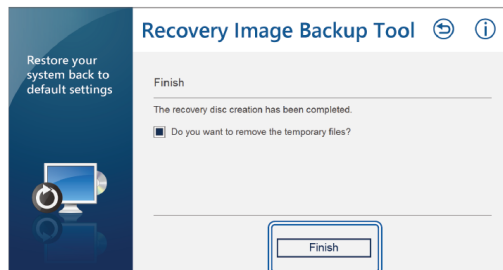 Recovery Image Backup Tool
Restore your
system back to
default settings
Finish
The recovery disc creation has been completed.
Do you want to remove the temporary files?
Finish